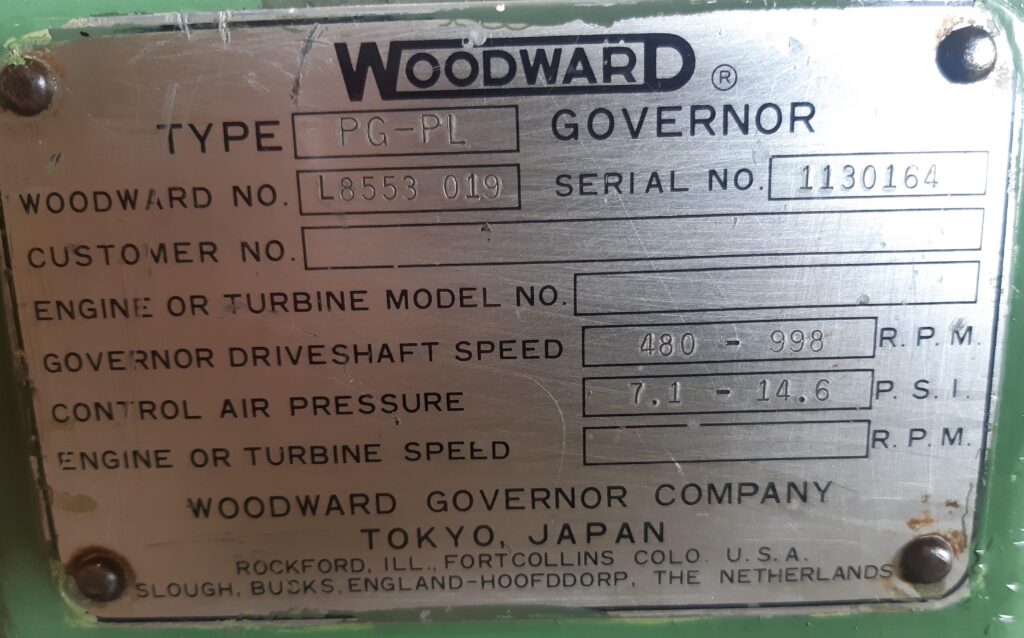 WOODWARD ®
TYPE PG-PL GOVERNOR
WOODWARD NO. L8553 019 SERIAL NO. 1130164
CUSTOMER NO.
ENGINE OR TURBINE MODEL NO.
GOVERNOR DRIVESHAFT SPEED 480 - 998 R.P.M.
CONTROL AIR PRESSURE 7.1 - 14.6 P.S.I.
ENGINE OR TURBINE SPEED R.P.M.
WOODWARD GOVERNOR COMPANY
TOKYO, JAPAN
ROCKFORD, ILL., FORTCOLLINS COLO. U.S.A.
SLOUGH, BUCKS, ENGLAND-HOOFDDORP, THE NETHERLANDS